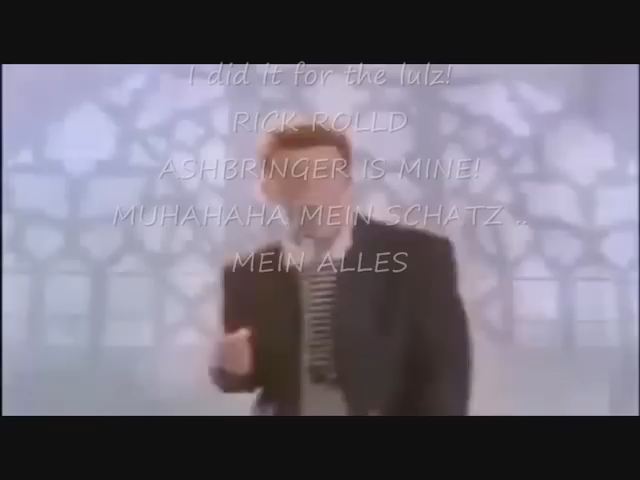 I did it for the lulz!
RICK ROLLD
ASHBRINGER IS MINE!
MUHAHAHA MEIN SCHATZ ..
MEIN ALLES